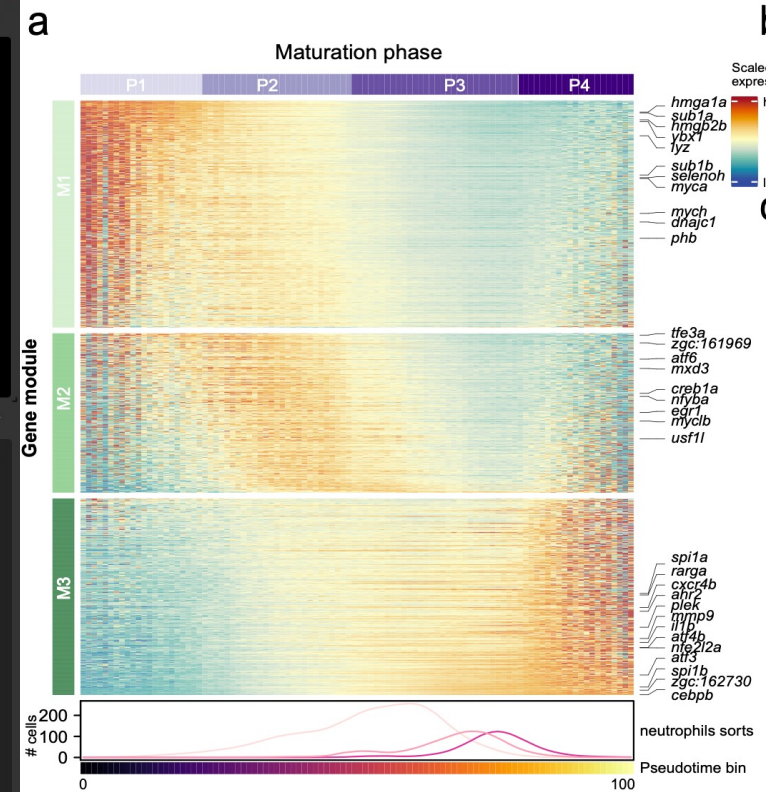 a
Maturation phase
P1 P2 P3 P4
Scale
expres
h
l
Gene module
M1
hmga1a
sub1a
hmgb2b
ybx1
lyz
sub1b
selenoh
myca
mych
dnajc1
phb
M2
tfe3a
zgc:161969
atf6
mxd3
creb1a
nfyba
egr1
myclb
usf1l
M3
spi1a
rarga
cxcr4b
ahr2
plek
mmp9
il1b
atf4b
nfe2l2a
atf3
spi1b
zgc:162730
cebpb
# cells
200
100
0
neutrophils sorts
Pseudotime bin
0 100